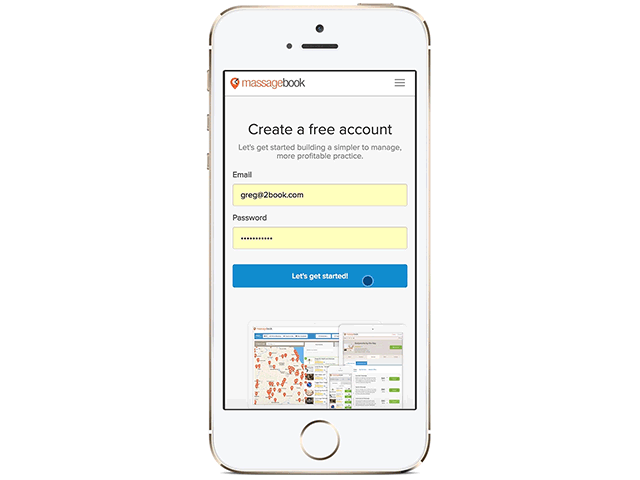 massagebook
Create a free account
Let's get started building a simpler to manage,
more profitable practice.
Email
greg@2book.com
Password
•••••••••••
Let's get started!
massagebook